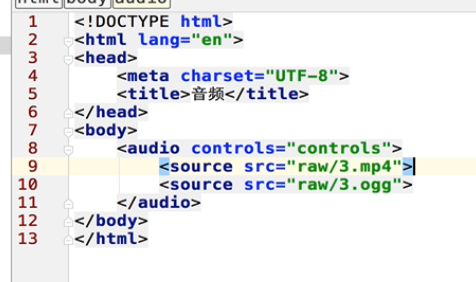 html body audio
1 <!DOCTYPE html>
2 <html lang="en">
3 <head>
4 <meta charset="UTF-8">
5 <title>音频</title>
6 </head>
7 <body>
8 <audio controls="controls">
9 <source src="raw/3.mp4">
10 <source src="raw/3.ogg">
11 </audio>
12 </body>
13 </html>